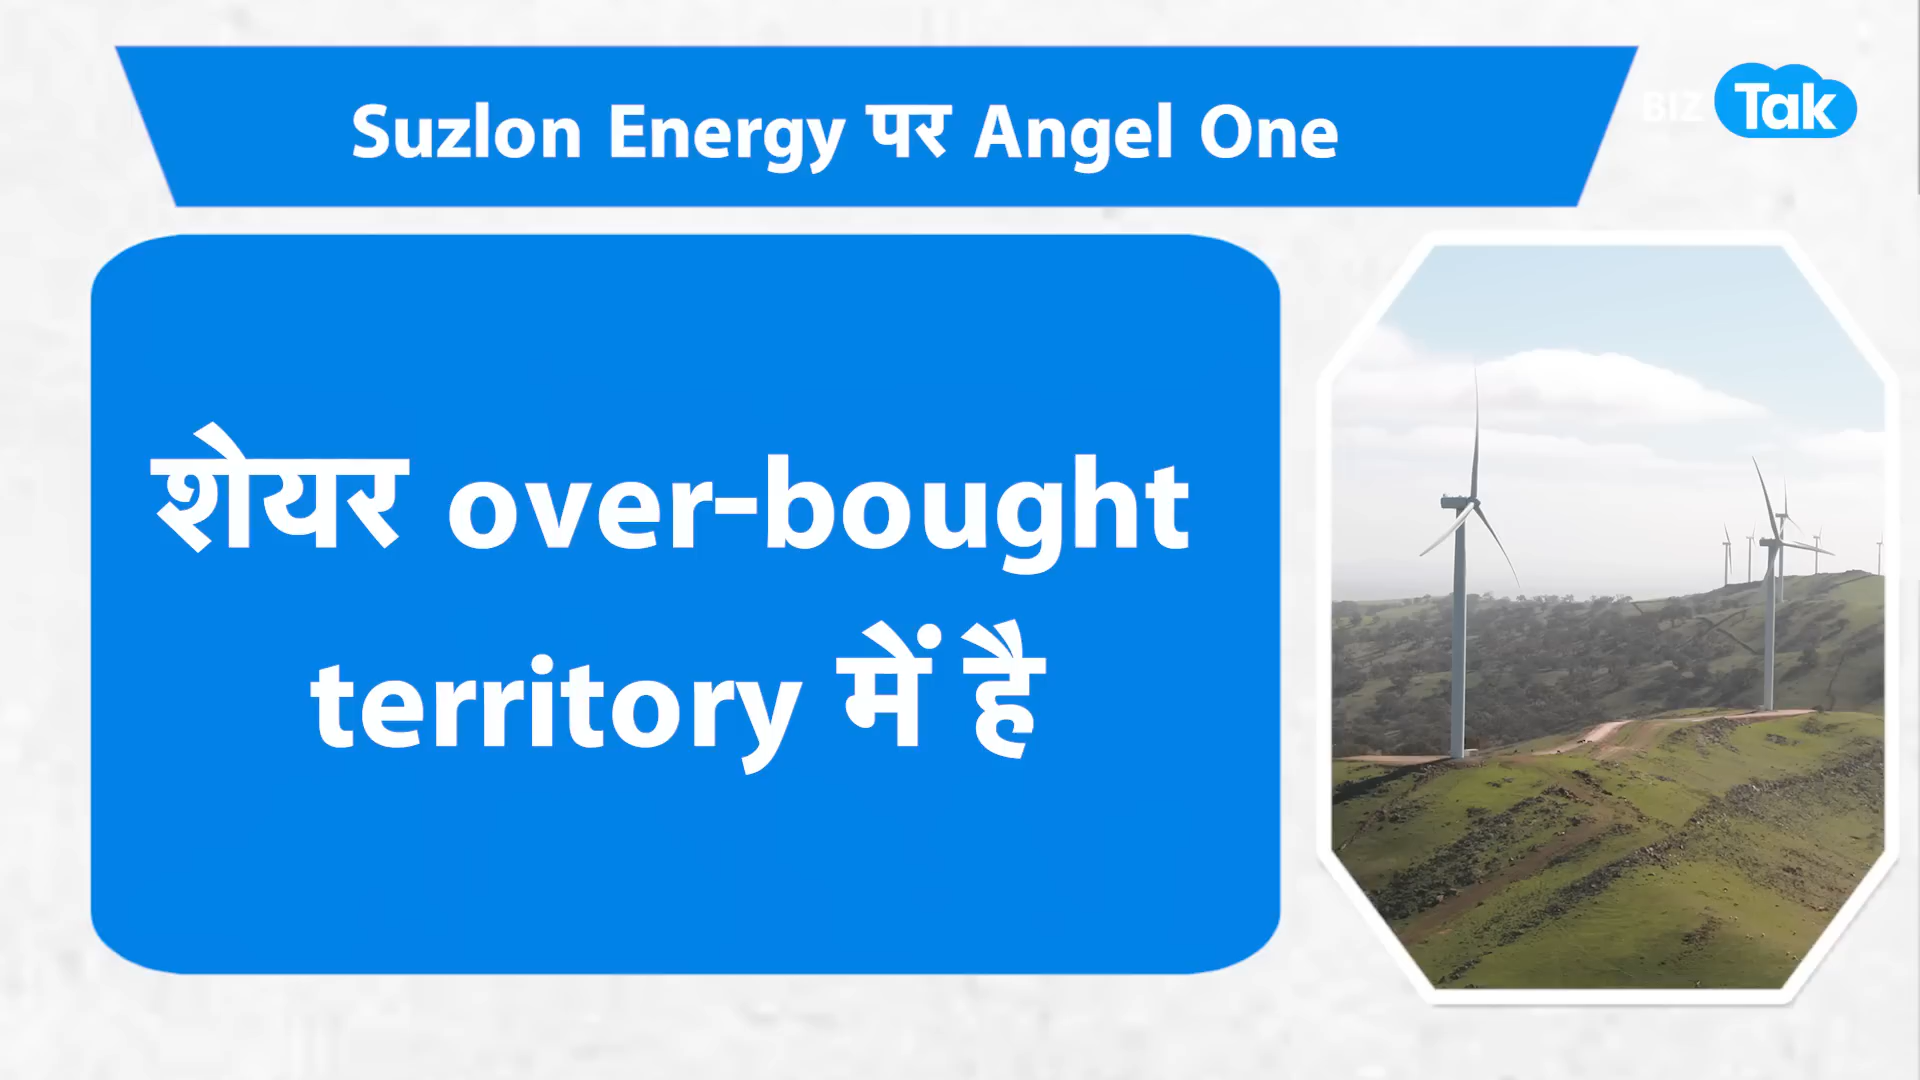 Suzlon Energy पर Angel One
BIZ Tak
शेयर over-bought
territory में है